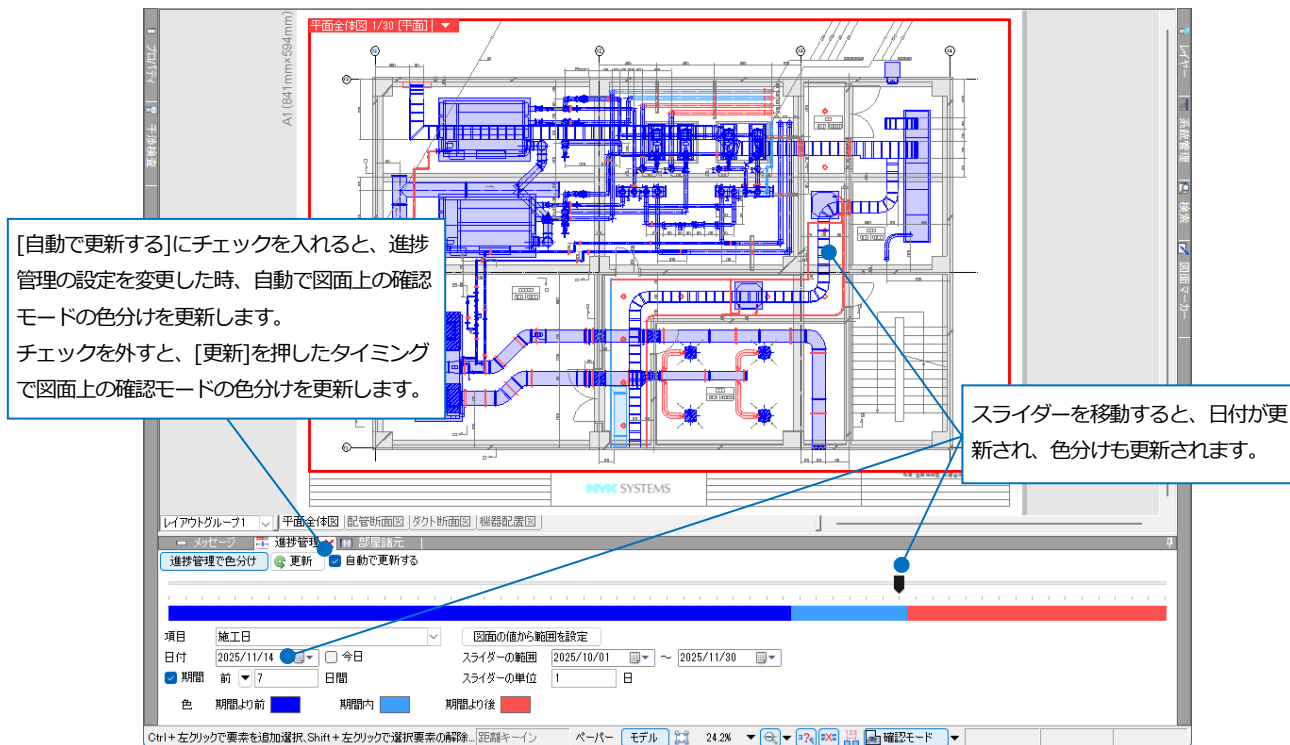 平面全体図 1/30 [平面]
A1 (841mm×594mm)
プロパティ
干渉検査
レイヤー
系統管理
検索
図面マーカー
[自動で更新する]にチェックを入れると、進捗
管理の設定を変更した時、自動で図面上の確認
モードの色分けを更新します。
チェックを外すと、[更新]を押したタイミング
で図面上の確認モードの色分けを更新します。
スライダーを移動すると、日付が更
新され、色分けも更新されます。
NYK SYSTEMS
レイアウトグループ1 平面全体図 配管断面図 ダクト断面図 機器配置図
メッセージ 進捗管理 部屋諸元
進捗管理で色分け 更新 自動で更新する
項目 施工日 図面の値から範囲を設定
日付 2025/11/14 今日 スライダーの範囲 2025/10/01 ～ 2025/11/30
期間 前 7 日間 スライダーの単位 1 日
色 期間より前 期間内 期間より後
Ctrl+左クリックで要素を追加選択、Shift+左クリックで選択要素の解除... 距離キーイン ペーパー モデル 24.2% 確認モード